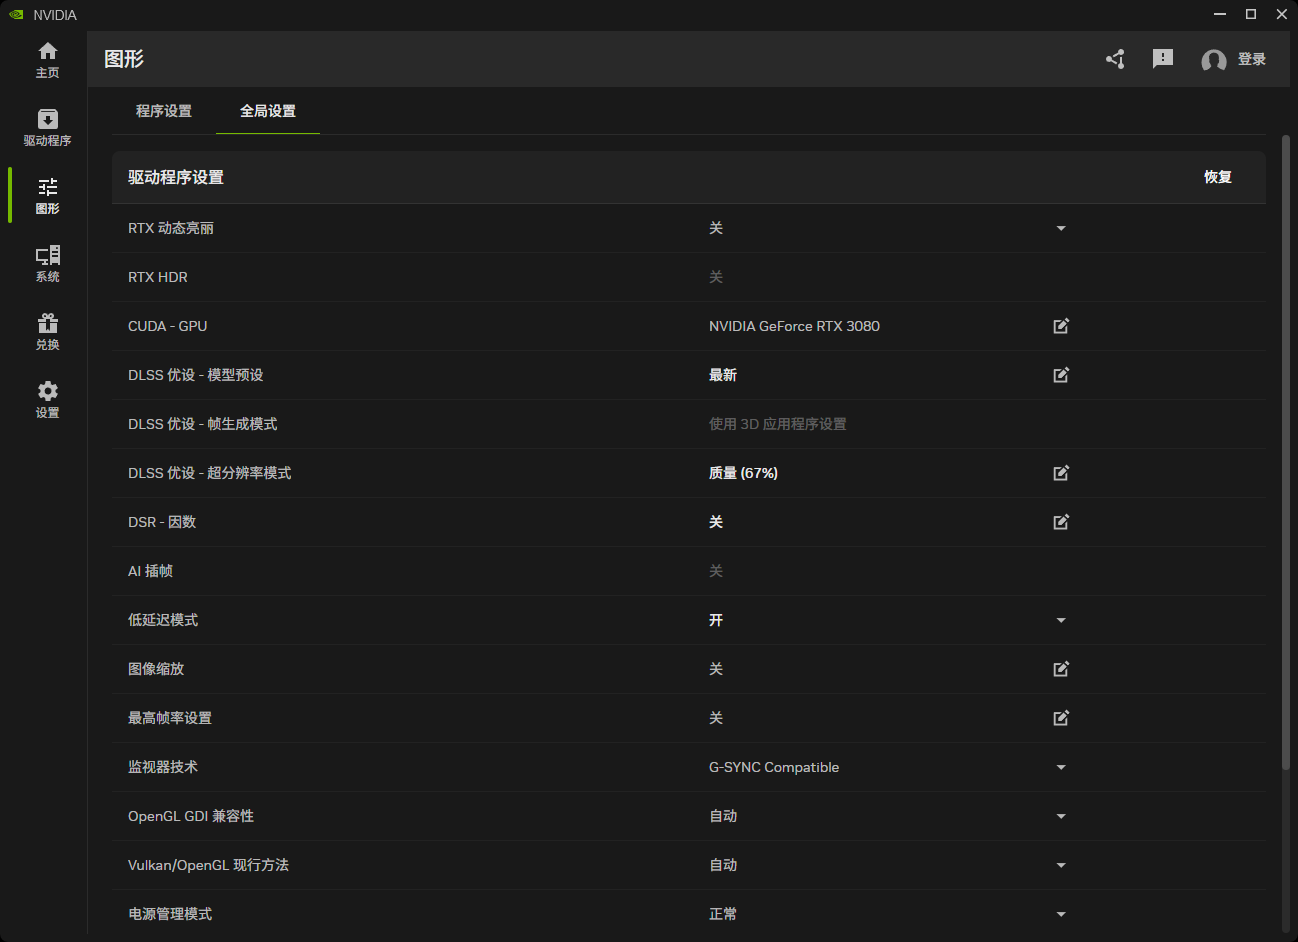 NVIDIA
主页
驱动程序
图形
系统
兑换
设置
图形
登录
程序设置
全局设置
驱动程序设置
恢复
RTX 动态亮丽
关
RTX HDR
关
CUDA - GPU
NVIDIA GeForce RTX 3080
DLSS 优设 - 模型预设
最新
DLSS 优设 - 帧生成模式
使用 3D 应用程序设置
DLSS 优设 - 超分辨率模式
质量 (67%)
DSR - 因数
关
AI 插帧
关
低延迟模式
开
图像缩放
关
最高帧率设置
关
监视器技术
G-SYNC Compatible
OpenGL GDI 兼容性
自动
Vulkan/OpenGL 现行方法
自动
电源管理模式
正常